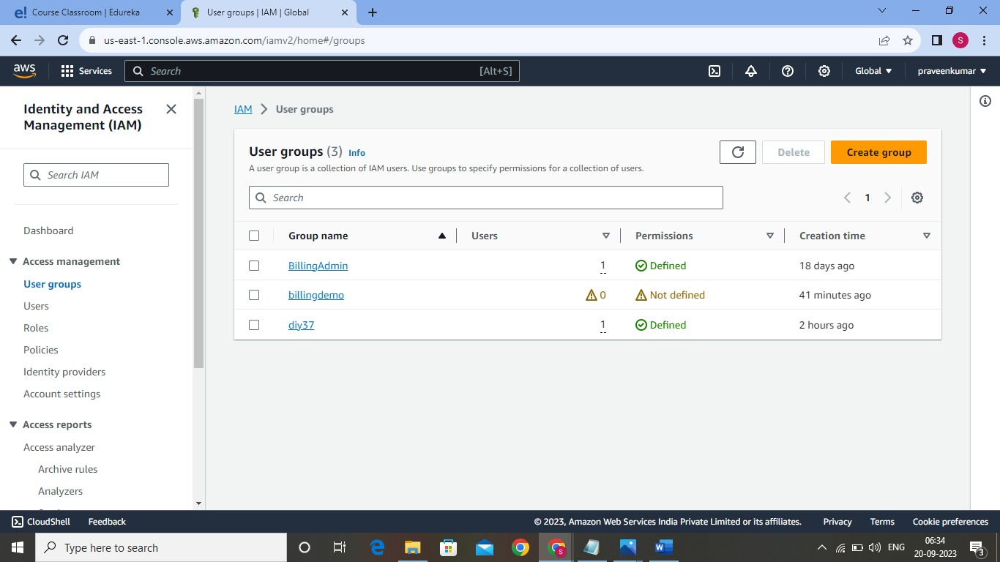 Course Classroom | Edureka
User groups | IAM | Global
us-east-1.console.aws.amazon.com/iamv2/home#/groups
S
aws
Services
Search
[Alt+S]
Global
praveenkumar
Identity and Access
Management (IAM)
Search IAM
Dashboard
Access management
User groups
Users
Roles
Policies
Identity providers
Account settings
Access reports
Access analyzer
Archive rules
Analyzers
IAM > User groups
User groups (3) Info
A user group is a collection of IAM users. Use groups to specify permissions for a collection of users.
Delete
Create group
Search
1
Group name Users Permissions Creation time
BillingAdmin 1 Defined 18 days ago
billingdemo 0 Not defined 41 minutes ago
diy37 1 Defined 2 hours ago
CloudShell Feedback © 2023, Amazon Web Services India Private Limited or its affiliates. Privacy Terms Cookie preferences
Type here to search
ENG
06:34
20-09-2023
3